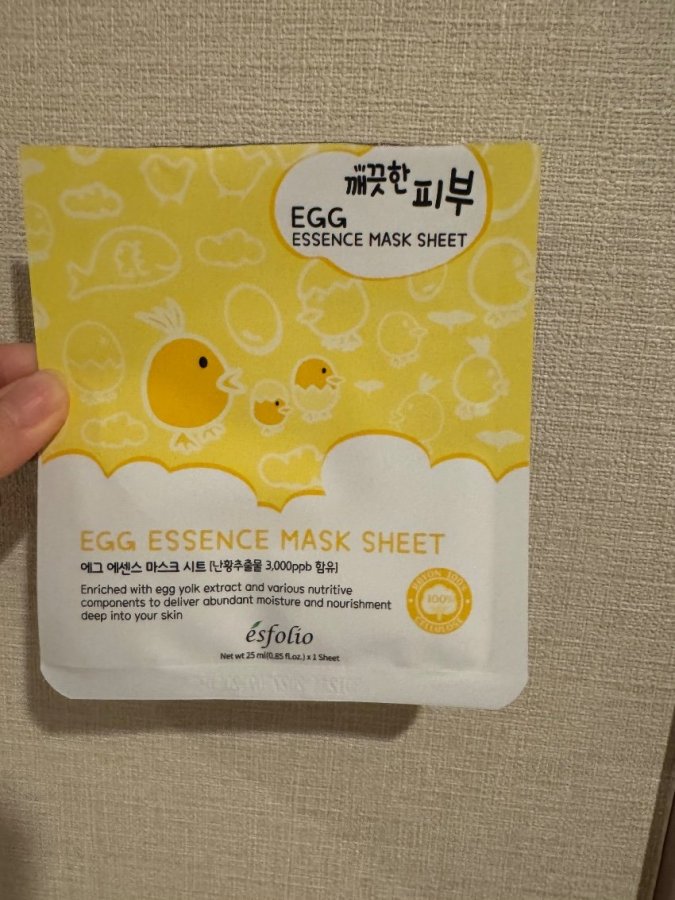 깨끗한 피부
EGG
ESSENCE MASK SHEET
EGG ESSENCE MASK SHEET
에그 에센스 마스크 시트 [난황추출물 3,000ppb 함유]
Enriched with egg yolk extract and various nutritive
components to deliver abundant moisture and nourishment
deep into your skin
100%
CELLULOSE
ésfolio
Net wt 25 ml(0.85 fl.oz.) x 1 Sheet